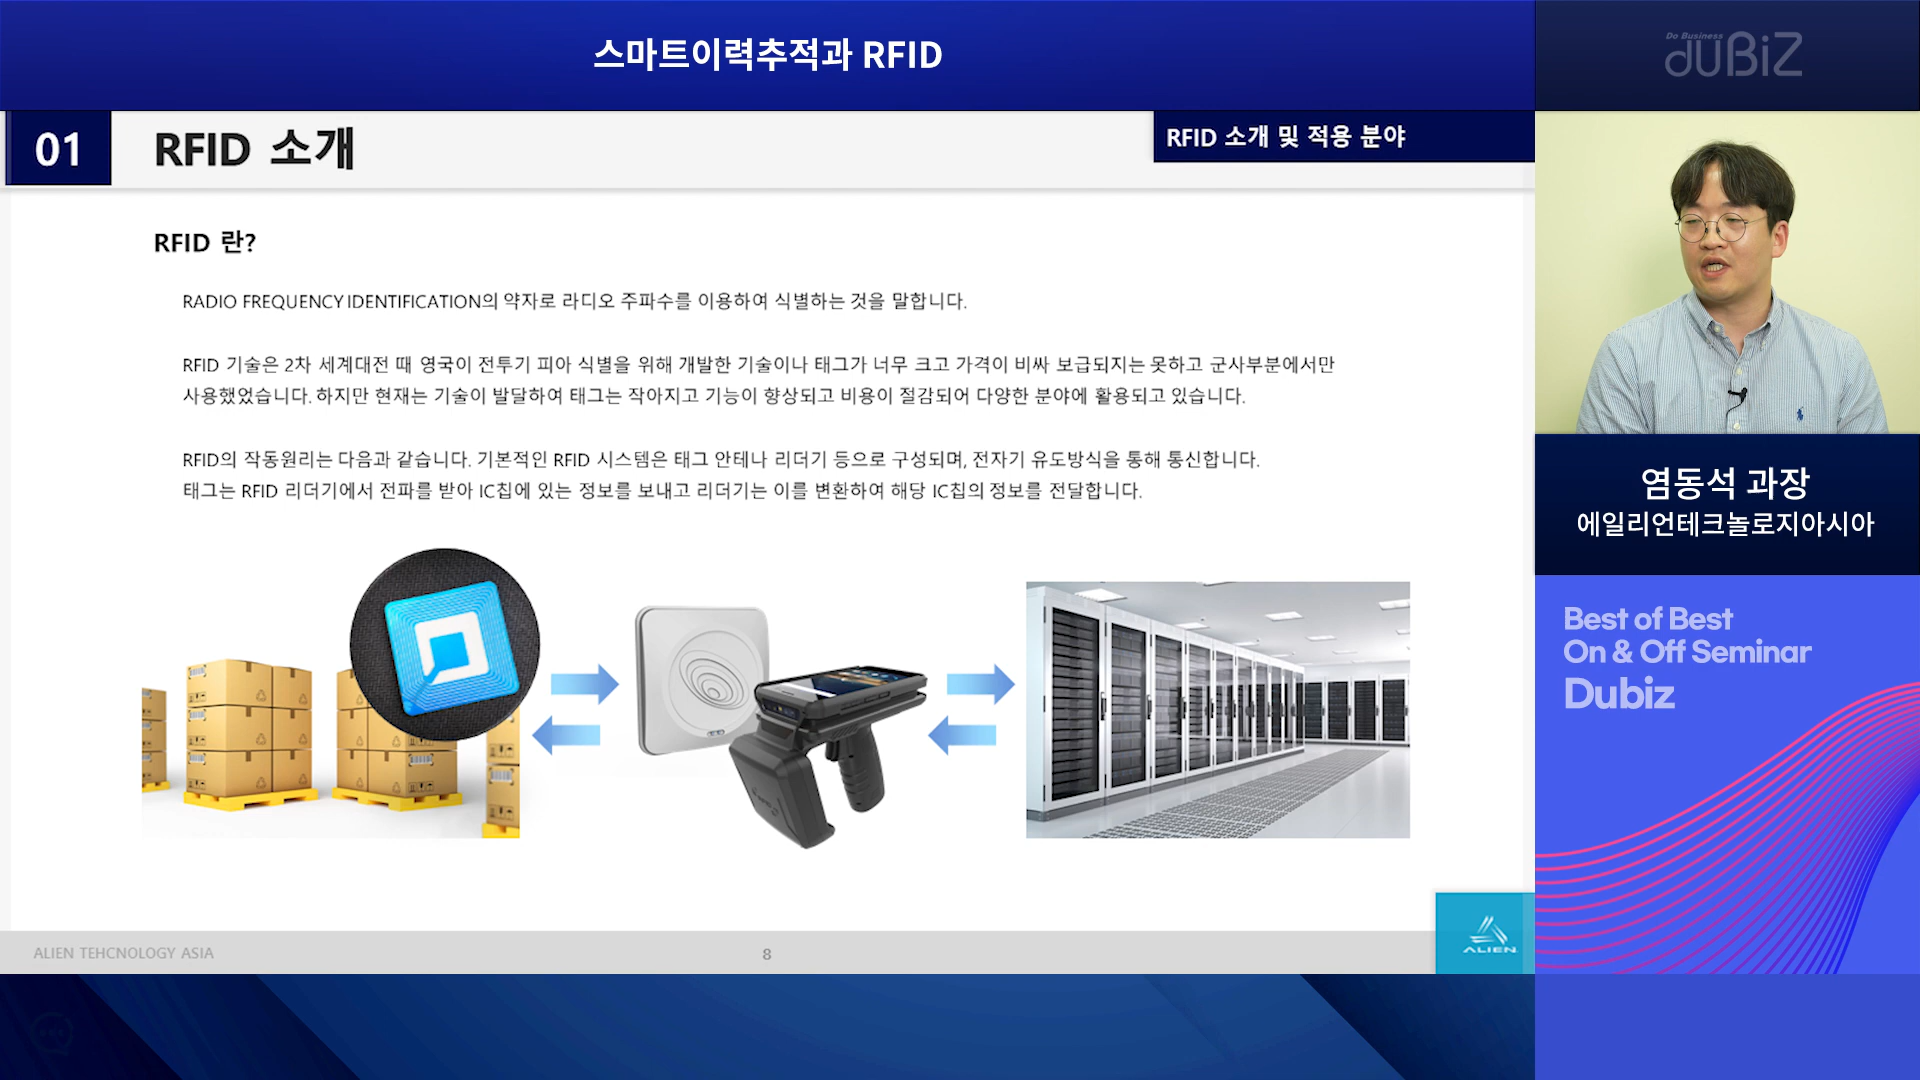 스마트이력추적과 RFID
Do Business
duBiZ
01
RFID 소개
RFID 소개 및 적용 분야
RFID 란?
RADIO FREQUENCY IDENTIFICATION의 약자로 라디오 주파수를 이용하여 식별하는 것을 말합니다.
RFID 기술은 2차 세계대전 때 영국이 전투기 피아 식별을 위해 개발한 기술이나 태그가 너무 크고 가격이 비싸 보급되지는 못하고 군사부분에서만
사용했었습니다. 하지만 현재는 기술이 발달하여 태그는 작아지고 기능이 향상되고 비용이 절감되어 다양한 분야에 활용되고 있습니다.
RFID의 작동원리는 다음과 같습니다. 기본적인 RFID 시스템은 태그 안테나 리더기 등으로 구성되며, 전자기 유도방식을 통해 통신합니다.
태그는 RFID 리더기에서 전파를 받아 IC칩에 있는 정보를 보내고 리더기는 이를 변환하여 해당 IC칩의 정보를 전달합니다.
염동석 과장
에일리언테크놀로지아시아
Best of Best
On & Off Seminar
Dubiz
ALIEN TEHCNOLOGY ASIA
8
ALIEN